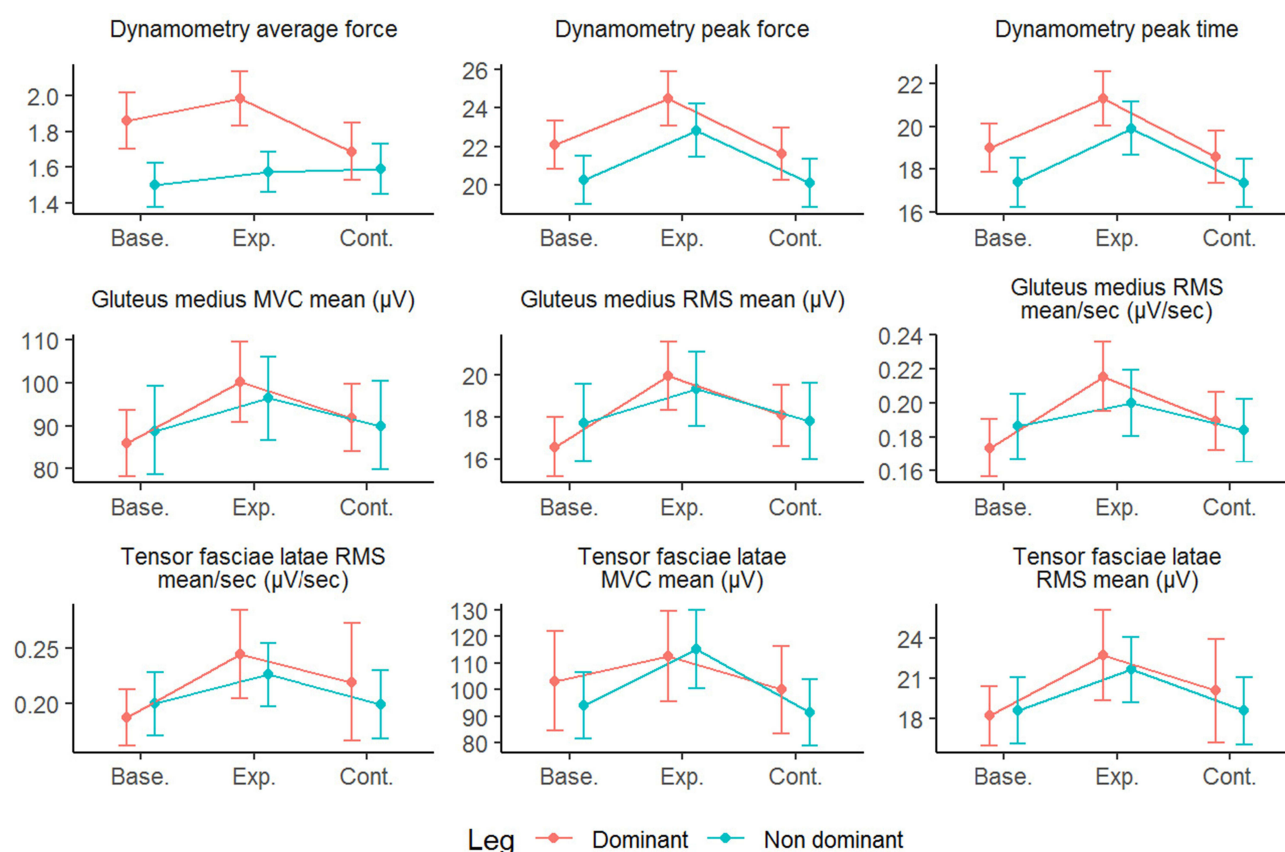 Dynamometry average force
Dynamometry peak force
Dynamometry peak time
2.0
1.8
1.6
1.4
Base. Exp. Cont.
26
24
22
20
Base. Exp. Cont.
22
20
18
16
Base. Exp. Cont.
Gluteus medius MVC mean (µV)
Gluteus medius RMS mean (µV)
Gluteus medius RMS
mean/sec (µV/sec)
110
100
90
80
Base. Exp. Cont.
20
18
16
Base. Exp. Cont.
0.24
0.22
0.20
0.18
0.16
Base. Exp. Cont.
Tensor fasciae latae RMS
mean/sec (µV/sec)
Tensor fasciae latae
MVC mean (µV)
Tensor fasciae latae
RMS mean (µV)
0.25
0.20
Base. Exp. Cont.
130
120
110
100
90
80
Base. Exp. Cont.
24
21
18
Base. Exp. Cont.
Leg Dominant Non dominant